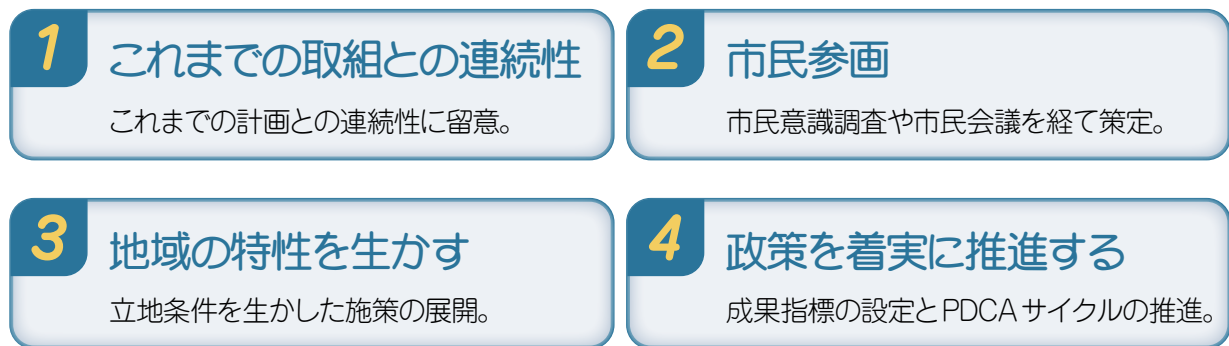 1
これまでの取組との連続性
これまでの計画との連続性に留意。
2
市民参画
市民意識調査や市民会議を経て策定。
3
地域の特性を生かす
立地条件を生かした施策の展開。
4
政策を着実に推進する
成果指標の設定とPDCAサイクルの推進。